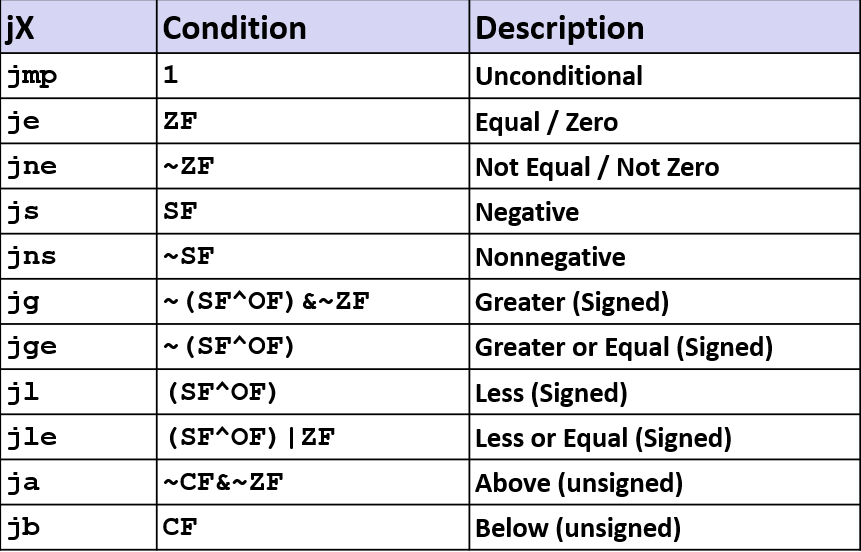 jX Condition Description
jmp 1 Unconditional
je ZF Equal / Zero
jne ~ZF Not Equal / Not Zero
js SF Negative
jns ~SF Nonnegative
jg ~(SF^OF)&~ZF Greater (Signed)
jge ~(SF^OF) Greater or Equal (Signed)
jl (SF^OF) Less (Signed)
jle (SF^OF)|ZF Less or Equal (Signed)
ja ~CF&~ZF Above (unsigned)
jb CF Below (unsigned)